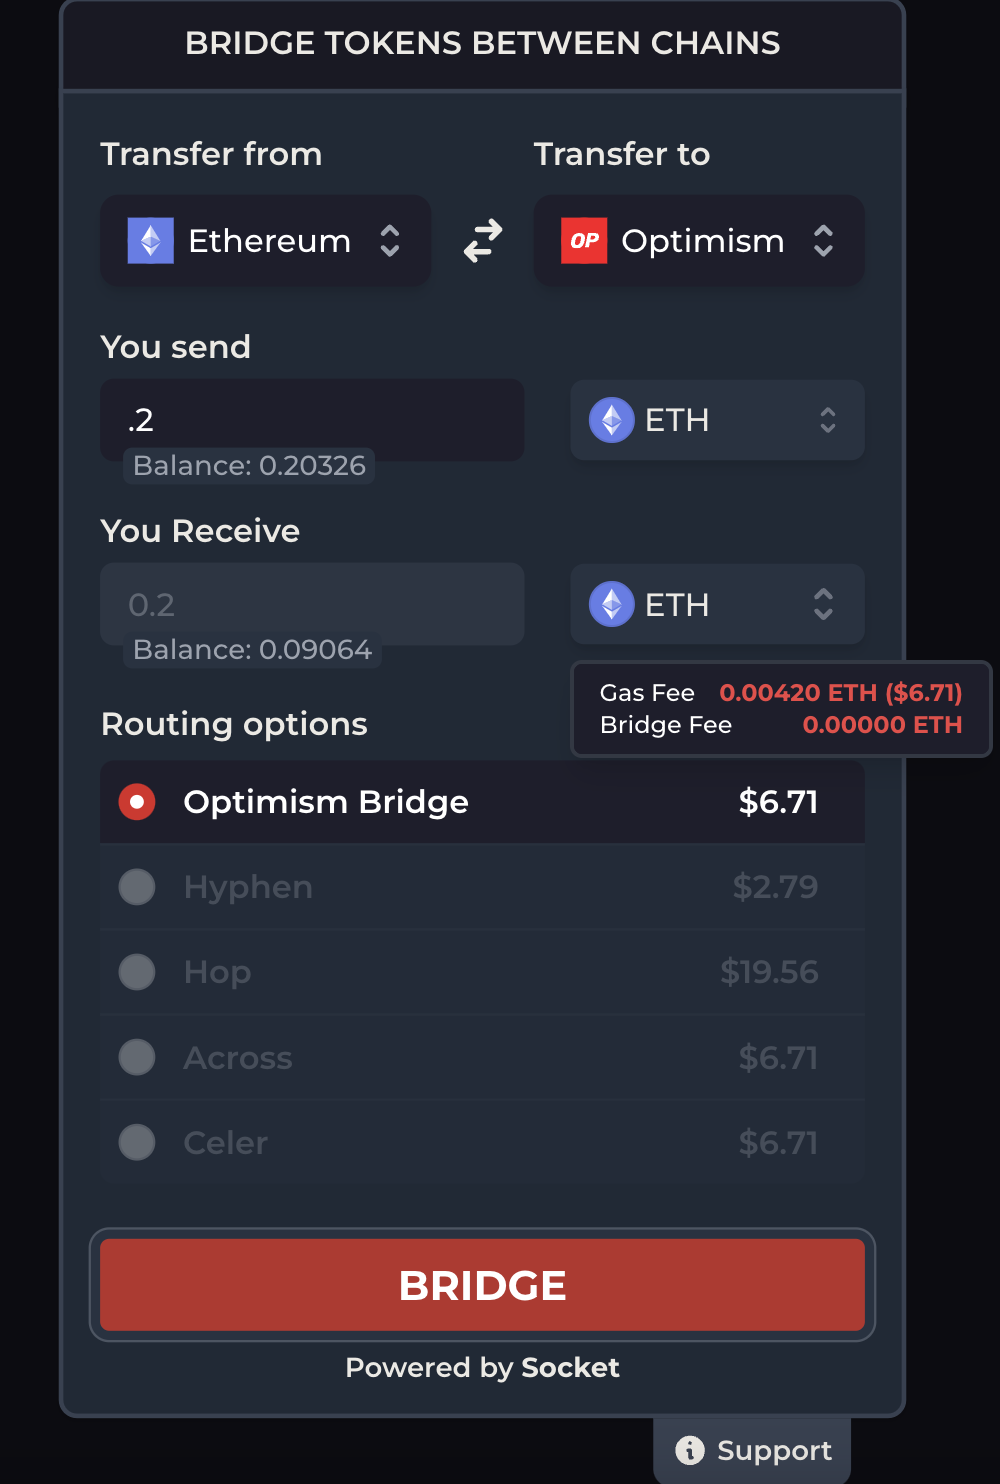 BRIDGE TOKENS BETWEEN CHAINS
Transfer from
Transfer to
Ethereum
OP Optimism
You send
.2
ETH
Balance: 0.20326
You Receive
0.2
ETH
Balance: 0.09064
Gas Fee 0.00420 ETH ($6.71)
Bridge Fee 0.00000 ETH
Routing options
Optimism Bridge $6.71
Hyphen $2.79
Hop $19.56
Across $6.71
Celer $6.71
BRIDGE
Powered by Socket
Support